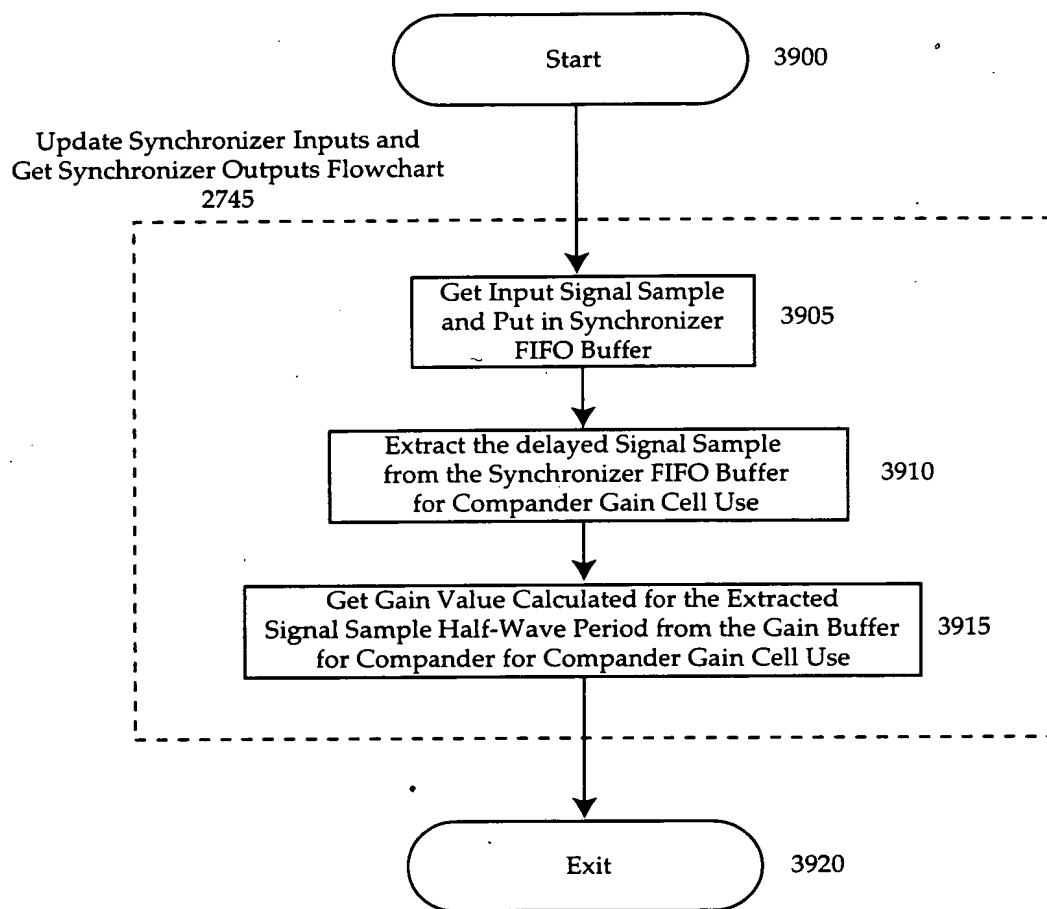 Start
3900
Update Synchronizer Inputs and
Get Synchronizer Outputs Flowchart
2745
Get Input Signal Sample
and Put in Synchronizer
FIFO Buffer
3905
Extract the delayed Signal Sample
from the Synchronizer FIFO Buffer
for Compander Gain Cell Use
3910
Get Gain Value Calculated for the Extracted
Signal Sample Half-Wave Period from the Gain Buffer
for Compander for Compander Gain Cell Use
3915
Exit
3920